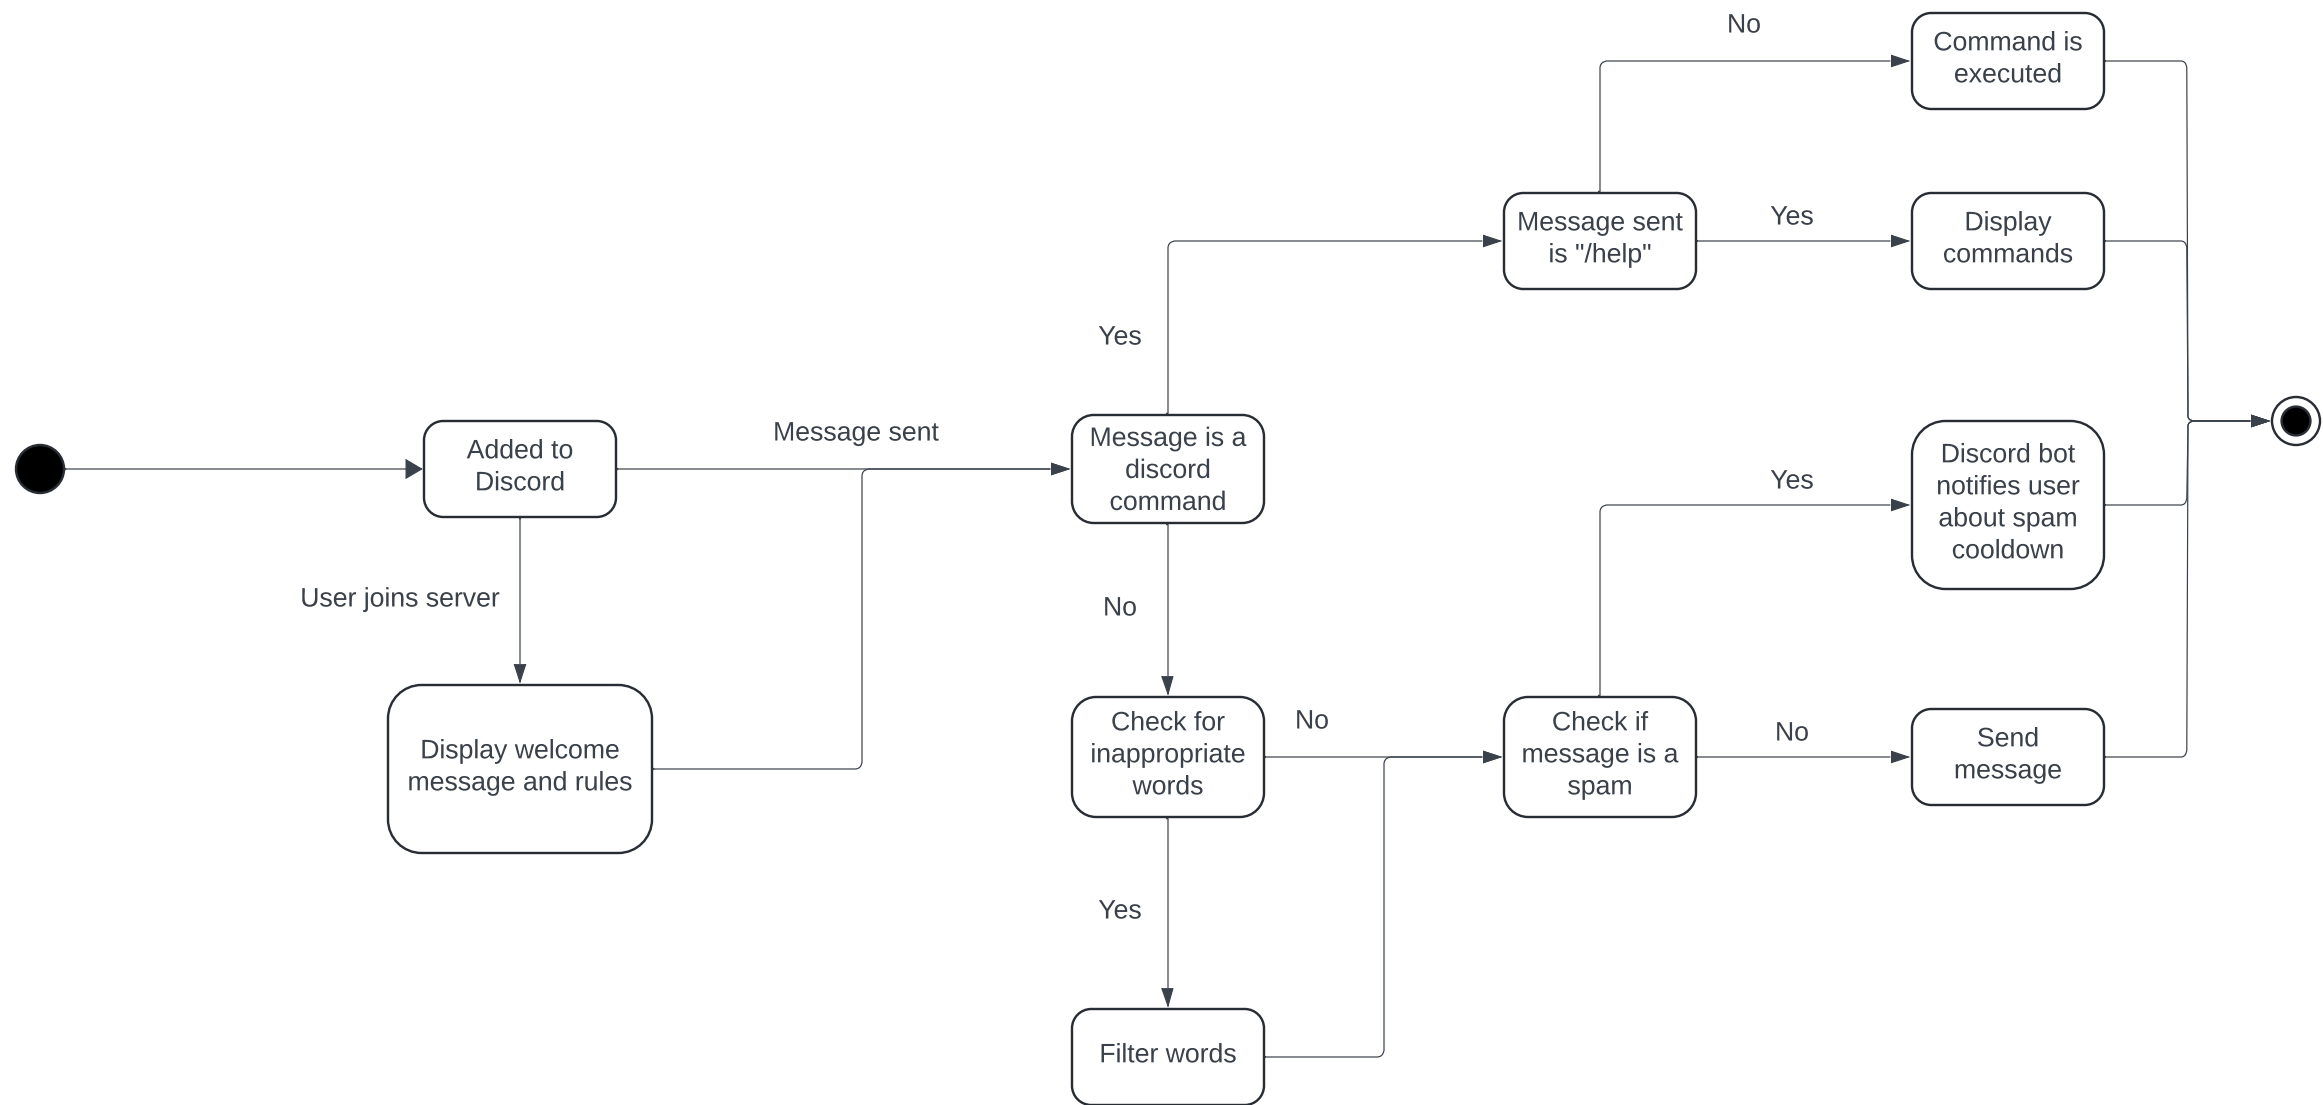 No
Command is
executed
Message sent
is "/help"
Yes
Display
commands
Yes
Added to
Discord
Message sent
Message is a
discord
command
Yes
Discord bot
notifies user
about spam
cooldown
User joins server
No
Display welcome
message and rules
Check for
inappropriate
words
No
Check if
message is a
spam
No
Send
message
Yes
Filter words